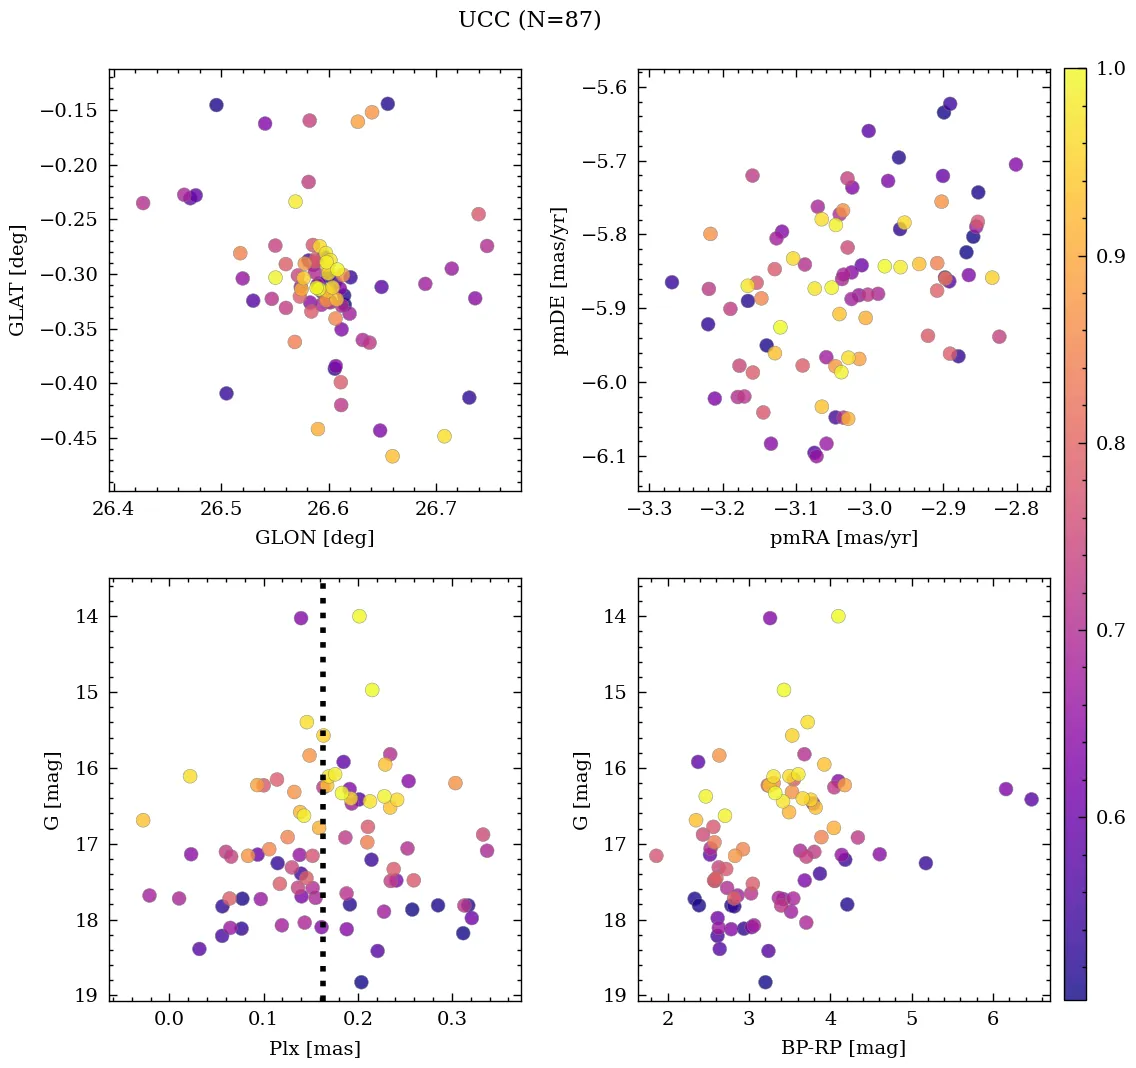 UCC (N=87)
−0.15
−0.20
−0.25
−0.30
−0.35
−0.40
−0.45
GLAT [deg]
26.4 26.5 26.6 26.7
GLON [deg]
−5.6
−5.7
−5.8
−5.9
−6.0
−6.1
pmDE [mas/yr]
−3.3 −3.2 −3.1 −3.0 −2.9 −2.8
pmRA [mas/yr]
14
15
16
17
18
19
G [mag]
0.0 0.1 0.2 0.3
Plx [mas]
14
15
16
17
18
19
G [mag]
2 3 4 5 6
BP-RP [mag]
1.0
0.9
0.8
0.7
0.6